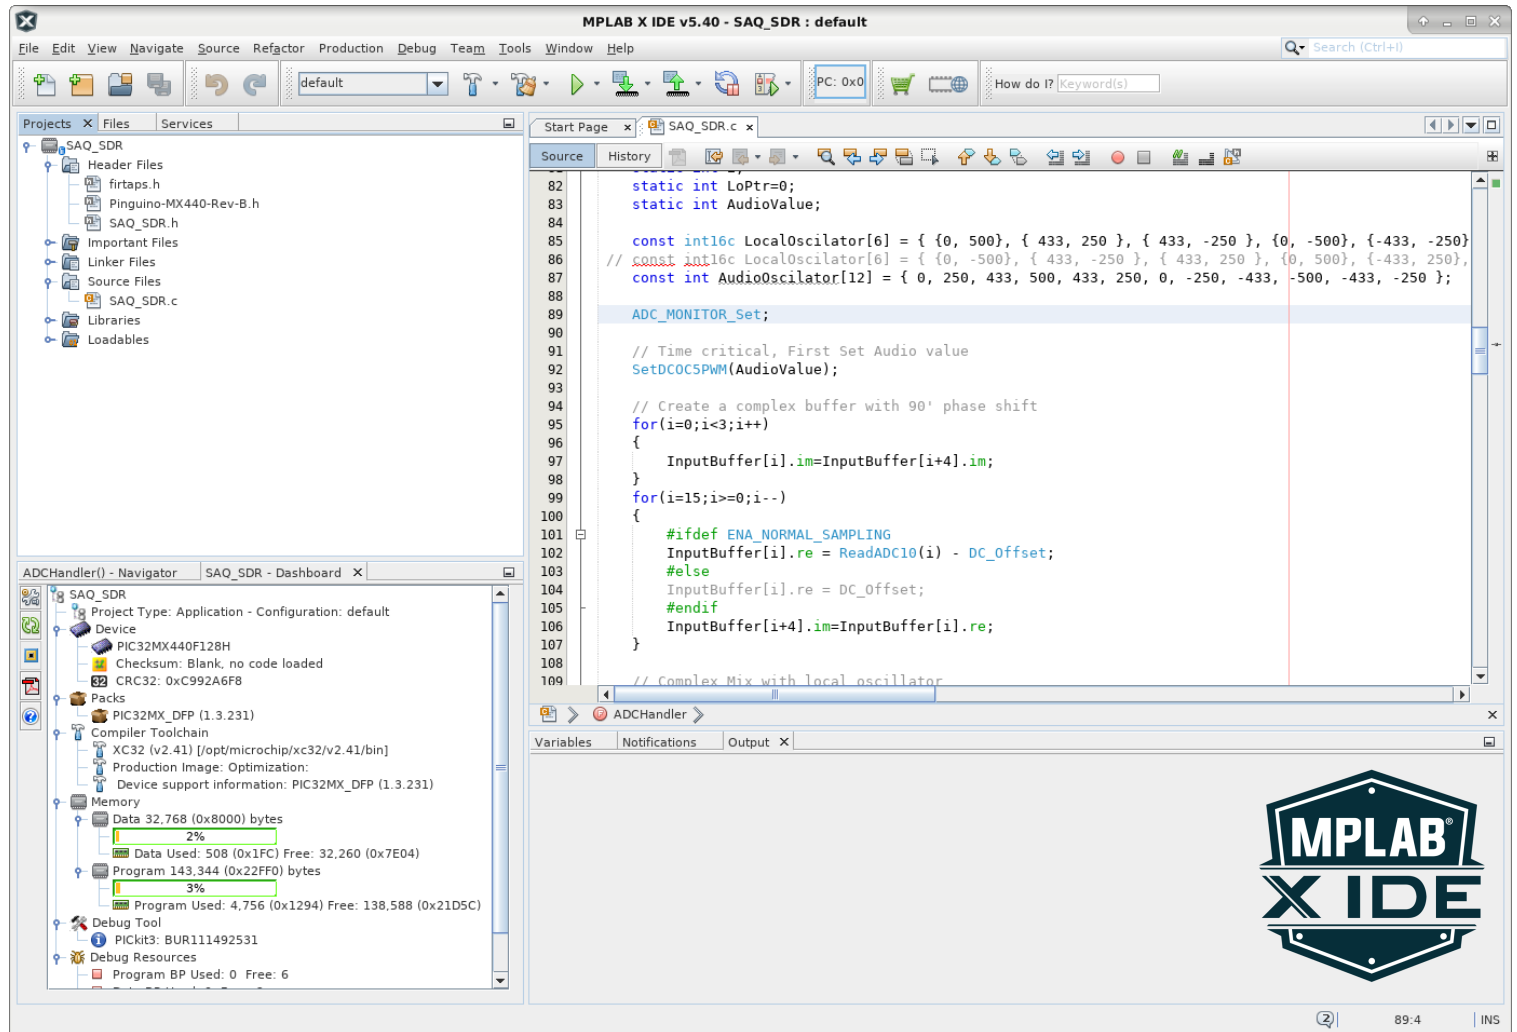 MPLAB X IDE v5.40 - SAQ_SDR : default
File Edit View Navigate Source Refactor Production Debug Team Tools Window Help
Search (Ctrl+I)
default
PC: 0x0
How do I? Keyword(s)
Projects Files Services
SAQ_SDR
Header Files
firtaps.h
Pinguino-MX440-Rev-B.h
SAQ_SDR.h
Important Files
Linker Files
Source Files
SAQ_SDR.c
Libraries
Loadables
ADCHandler() - Navigator SAQ_SDR - Dashboard
SAQ_SDR
Project Type: Application - Configuration: default
Device
PIC32MX440F128H
Checksum: Blank, no code loaded
CRC32: 0xC992A6F8
Packs
PIC32MX_DFP (1.3.231)
Compiler Toolchain
XC32 (v2.41) [/opt/microchip/xc32/v2.41/bin]
Production Image: Optimization:
Device support information: PIC32MX_DFP (1.3.231)
Memory
Data 32,768 (0x8000) bytes
2%
Data Used: 508 (0x1FC) Free: 32,260 (0x7E04)
Program 143,344 (0x22FF0) bytes
3%
Program Used: 4,756 (0x1294) Free: 138,588 (0x21D5C)
Debug Tool
PICkit3: BUR111492531
Debug Resources
Program BP Used: 0 Free: 6
Start Page SAQ_SDR.c
Source History
82 static int LoPtr=0;
83 static int AudioValue;
84
85 const int16c LocalOscilator[6] = { {0, 500}, { 433, 250 }, { 433, -250 }, {0, -500}, {-433, -250}
86 // const int16c LocalOscilator[6] = { {0, -500}, { 433, -250 }, { 433, 250 }, {0, 500}, {-433, 250},
87 const int AudioOscilator[12] = { 0, 250, 433, 500, 433, 250, 0, -250, -433, -500, -433, -250 };
88
89 ADC_MONITOR_Set;
90
91 // Time critical, First Set Audio value
92 SetDCOC5PWM(AudioValue);
93
94 // Create a complex buffer with 90' phase shift
95 for(i=0;i<3;i++)
96 {
97 InputBuffer[i].im=InputBuffer[i+4].im;
98 }
99 for(i=15;i>=0;i--)
100 {
101 #ifdef ENA_NORMAL_SAMPLING
102 InputBuffer[i].re = ReadADC10(i) - DC_Offset;
103 #else
104 InputBuffer[i].re = DC_Offset;
105 #endif
106 InputBuffer[i+4].im=InputBuffer[i].re;
107 }
108
109 // Complex Mix with local oscillator
ADCHandler
Variables Notifications Output
MPLAB®
X IDE
2 89:4 INS